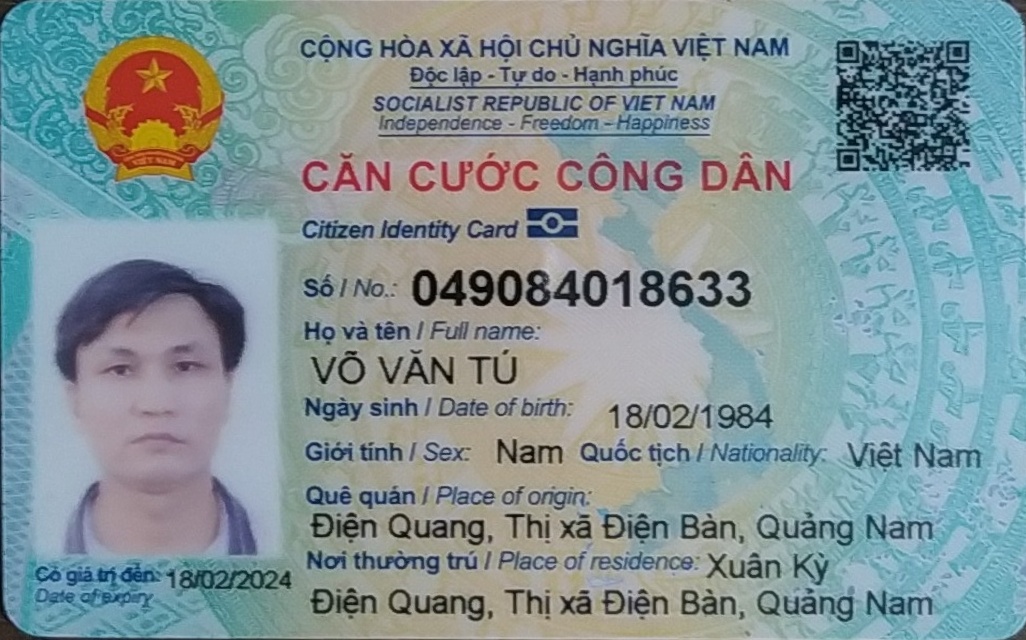 CỘNG HÒA XÃ HỘI CHỦ NGHĨA VIỆT NAM
Độc lập - Tự do - Hạnh phúc
SOCIALIST REPUBLIC OF VIET NAM
Independence - Freedom - Happiness
CĂN CƯỚC CÔNG DÂN
Citizen Identity Card
Số / No.: 049084018633
Họ và tên / Full name:
VÕ VĂN TÚ
Ngày sinh / Date of birth: 18/02/1984
Giới tính / Sex: Nam Quốc tịch / Nationality: Việt Nam
Quê quán / Place of origin:
Điện Quang, Thị xã Điện Bàn, Quảng Nam
Nơi thường trú / Place of residence: Xuân Kỳ
Điện Quang, Thị xã Điện Bàn, Quảng Nam
Có giá trị đến: 18/02/2024
Date of expiry
VIỆT NAM